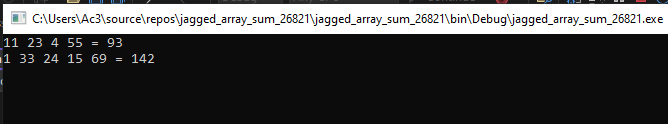 C:\Users\Ac3\source\repos\jagged_array_sum_26821\jagged_array_sum_26821\bin\Debug\jagged_array_sum_26821.exe
11 23 4 55 = 93
1 33 24 15 69 = 142